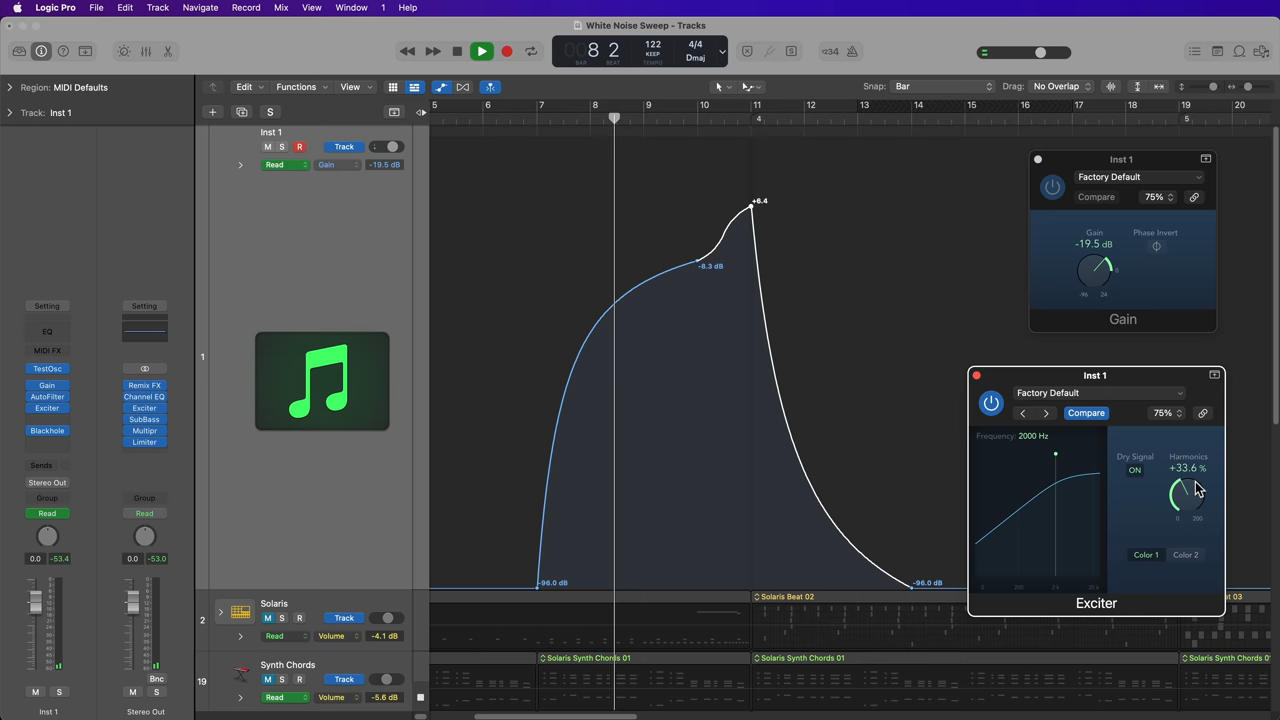 Logic Pro File Edit Track Navigate Record Mix View Window 1 Help
White Noise Sweep - Tracks
008 2 122 4/4
KEEP Dmaj
BAR BEAT TEMPO
1234
Region: MIDI Defaults
Track: Inst 1
Edit Functions View
Snap: Bar Drag: No Overlap
S
5 6 7 8 9 10 11 12 13 14 15 16 17 18 19 20
4 5
Inst 1
M S R Track
Read Gain -19.5 dB
1
+6.4
-8.3 dB
-96.0 dB
-96.0 dB
Setting Setting
EQ
MIDI FX
TestOsc
Gain Remix FX
AutoFilter Channel EQ
Exciter Exciter
SubBass
Blackhole Multipr
Limiter
Sends
Stereo Out
Group Group
Read Read
0.0 -53.4 0.0 -53.0
Bnc
M S M S
Inst 1 Stereo Out
2
Solaris
M S R Track
Read Volume -4.1 dB
Solaris Beat 02
03
19
Synth Chords
M S R Track
Read Volume -5.6 dB
Solaris Synth Chords 01
Solaris Synth Chords 01
Solaris Synth Chords 0
Inst 1
Factory Default
Compare 75%
Gain Phase Invert
-19.5 dB
0
-96 24
Gain
Inst 1
Factory Default
Compare 75%
Frequency: 2000 Hz
Dry Signal Harmonics
ON +33.6 %
0 200
Color 1 Color 2
Exciter